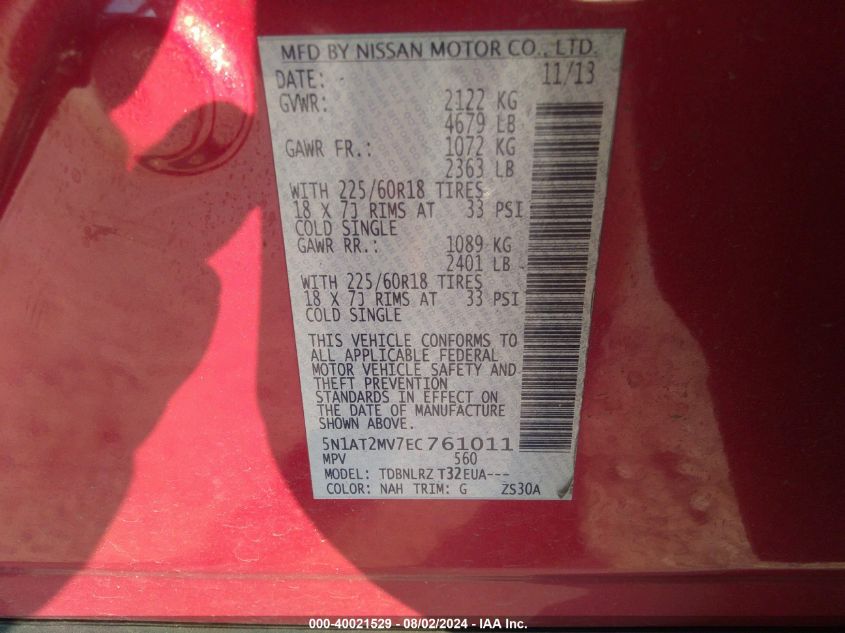 MFD BY NISSAN MOTOR CO., LTD.
DATE: 11/13
GVWR: 2122 KG
4679 LB
GAWR FR.: 1072 KG
2363 LB
WITH 225/60R18 TIRES
18 X 7J RIMS AT 33 PSI
COLD SINGLE
GAWR RR.: 1089 KG
2401 LB
WITH 225/60R18 TIRES
18 X 7J RIMS AT 33 PSI
COLD SINGLE
THIS VEHICLE CONFORMS TO
ALL APPLICABLE FEDERAL
MOTOR VEHICLE SAFETY AND
THEFT PREVENTION
STANDARDS IN EFFECT ON
THE DATE OF MANUFACTURE
SHOWN ABOVE.
5N1AT2MV7EC761011
MPV 560
MODEL: TDBNLRZ T32EUA---
COLOR: NAH TRIM: G ZS30A
000-40021529 - 08/02/2024 - IAA Inc.